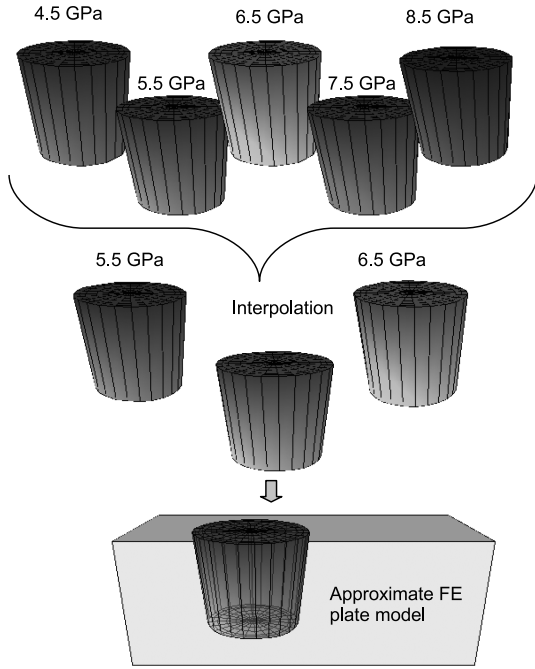 4.5 GPa
6.5 GPa
8.5 GPa
5.5 GPa
7.5 GPa
5.5 GPa
6.5 GPa
Interpolation
Approximate FE
plate model